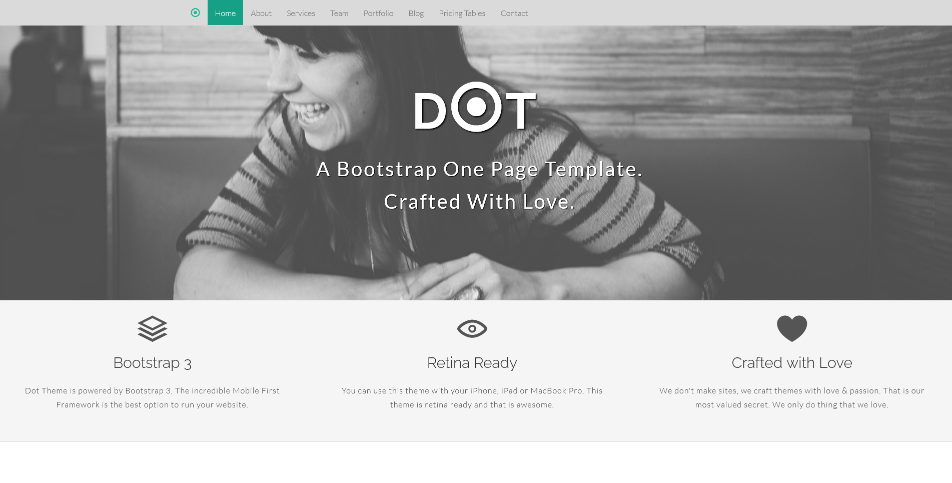 Home About Services Team Portfolio Blog Pricing Tables Contact
DOT
A Bootstrap One Page Template.
Crafted With Love.
Bootstrap 3
Dot Theme is powered by Bootstrap 3. The incredible Mobile First
Framework is the best option to run your website.
Retina Ready
You can use this theme with your iPhone, iPad or MacBook Pro. This
theme is retina ready and that is awesome.
Crafted with Love
We don't make sites, we craft themes with love & passion. That is our
most valued secret. We only do thing that we love.